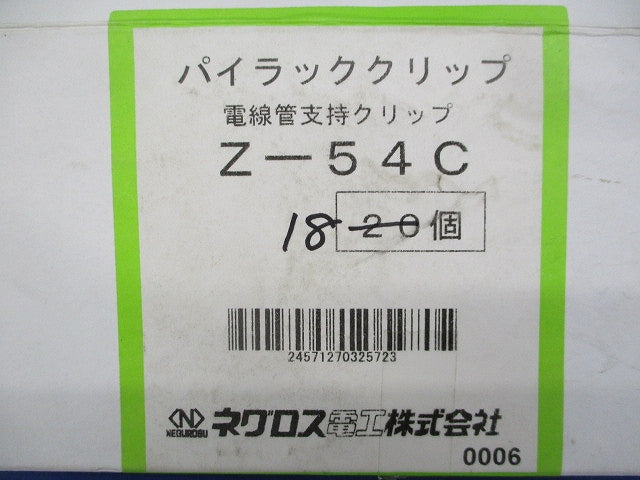 パイラッククリップ
電線管支持クリップ
Z－54C
18 20個
24571270325723
NEGUROSU ネグロス電工株式会社
0006